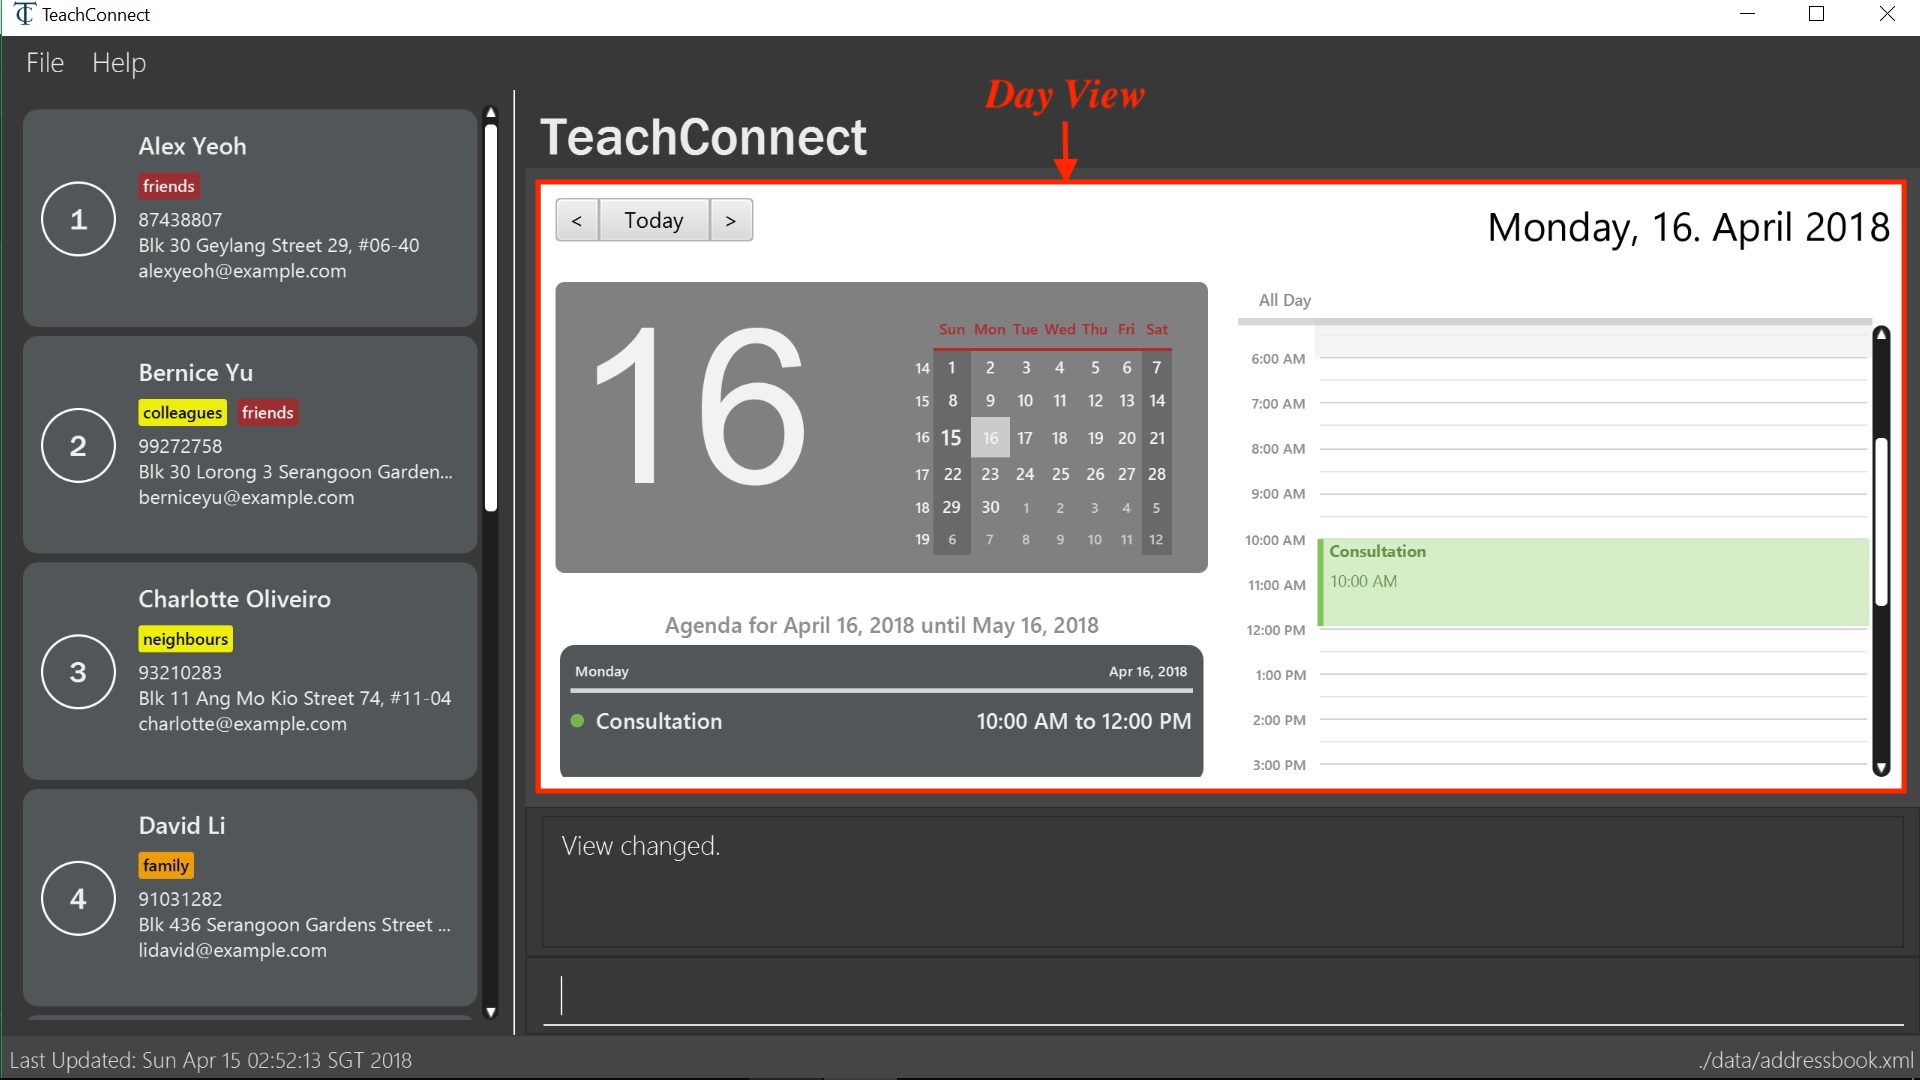 TeachConnect
File Help
Alex Yeoh
friends
1
87438807
Blk 30 Geylang Street 29, #06-40
alexyeoh@example.com
Bernice Yu
colleagues friends
2
99272758
Blk 30 Lorong 3 Serangoon Garden...
berniceyu@example.com
Charlotte Oliveiro
neighbours
3
93210283
Blk 11 Ang Mo Kio Street 74, #11-04
charlotte@example.com
David Li
family
4
91031282
Blk 436 Serangoon Gardens Street ...
lidavid@example.com
Day View
TeachConnect
< Today >
Monday, 16. April 2018
16
Sun Mon Tue Wed Thu Fri Sat
14 1 2 3 4 5 6 7
15 8 9 10 11 12 13 14
16 15 16 17 18 19 20 21
17 22 23 24 25 26 27 28
18 29 30 1 2 3 4 5
19 6 7 8 9 10 11 12
Agenda for April 16, 2018 until May 16, 2018
Monday Apr 16, 2018
Consultation 10:00 AM to 12:00 PM
All Day
6:00 AM
7:00 AM
8:00 AM
9:00 AM
10:00 AM
Consultation
10:00 AM
11:00 AM
12:00 PM
1:00 PM
2:00 PM
3:00 PM
View changed.
Last Updated: Sun Apr 15 02:52:13 SGT 2018
./data/addressbook.xml